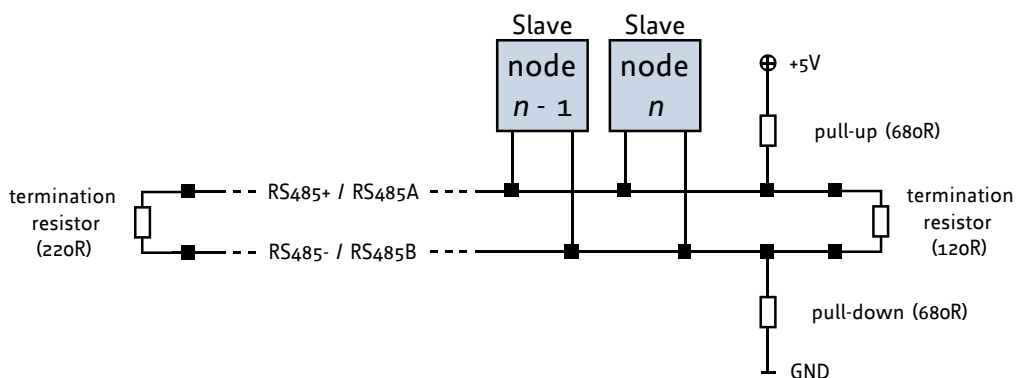 Slave
Slave
node
n - 1
node
n
+5V
pull-up (680R)
termination
resistor
(220R)
RS485+ / RS485A
RS485- / RS485B
termination
resistor
(120R)
pull-down (680R)
GND